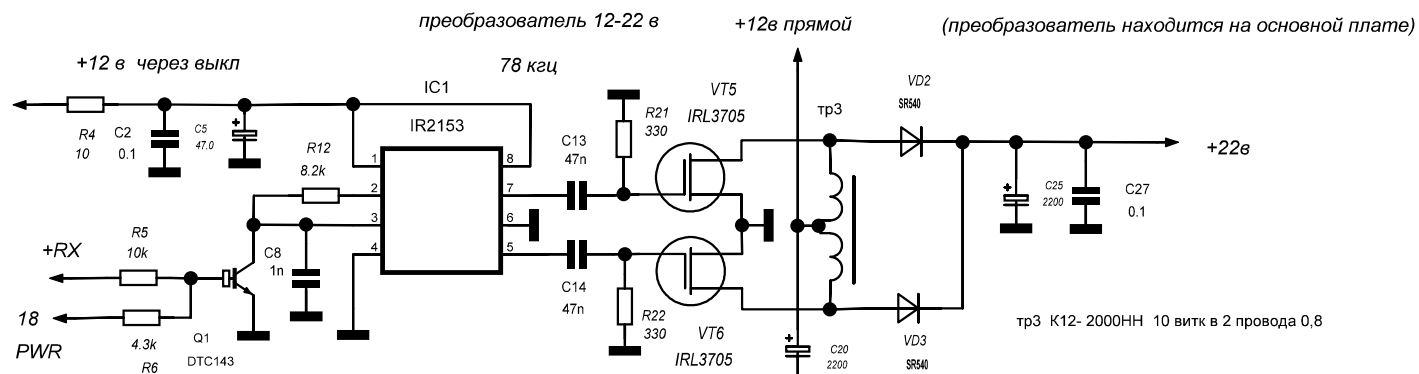 преобразователь 12-22 в
+12в прямой
(преобразователь находится на основной плате)
+12 в через выкл
78 кгц
IC1
IR2153
R4
10
C2
0.1
C5
47.0
+
R12
8.2k
1
2
3
4
8
7
6
5
C13
47n
C14
47n
R21
330
R22
330
VT5
IRL3705
VT6
IRL3705
тр3
VD2
SR540
VD3
SR540
+22в
+
C25
2200
C27
0.1
+RX
R5
10k
18
PWR
4.3k
R6
Q1
DTC143
C8
1n
+
C20
2200
тр3 К12- 2000НН 10 витк в 2 провода 0,8